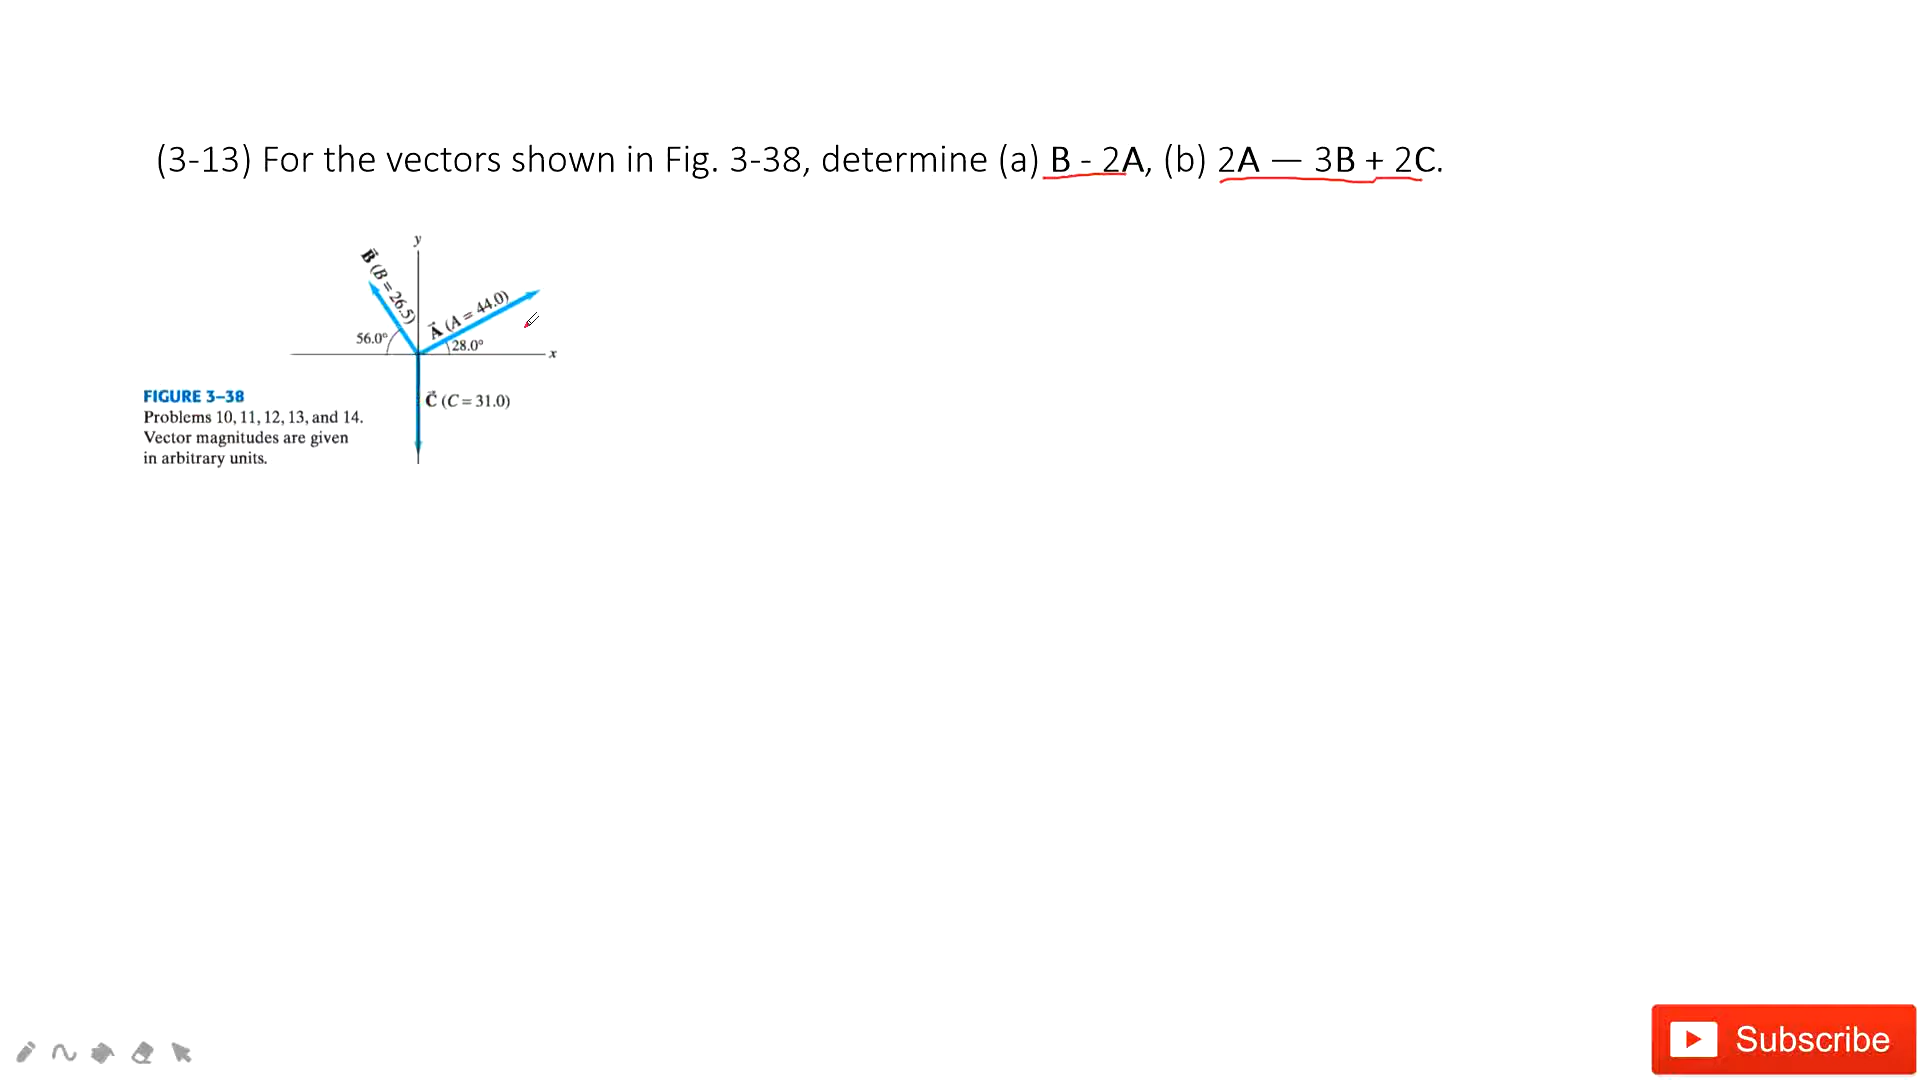 (3-13) For the vectors shown in Fig. 3-38, determine (a) B - 2A, (b) 2A — 3B + 2C.
y
B⃗ (B = 26.5)
A⃗ (A = 44.0)
56.0°
28.0°
x
C⃗ (C = 31.0)
FIGURE 3–38
Problems 10, 11, 12, 13, and 14.
Vector magnitudes are given
in arbitrary units.
Subscribe